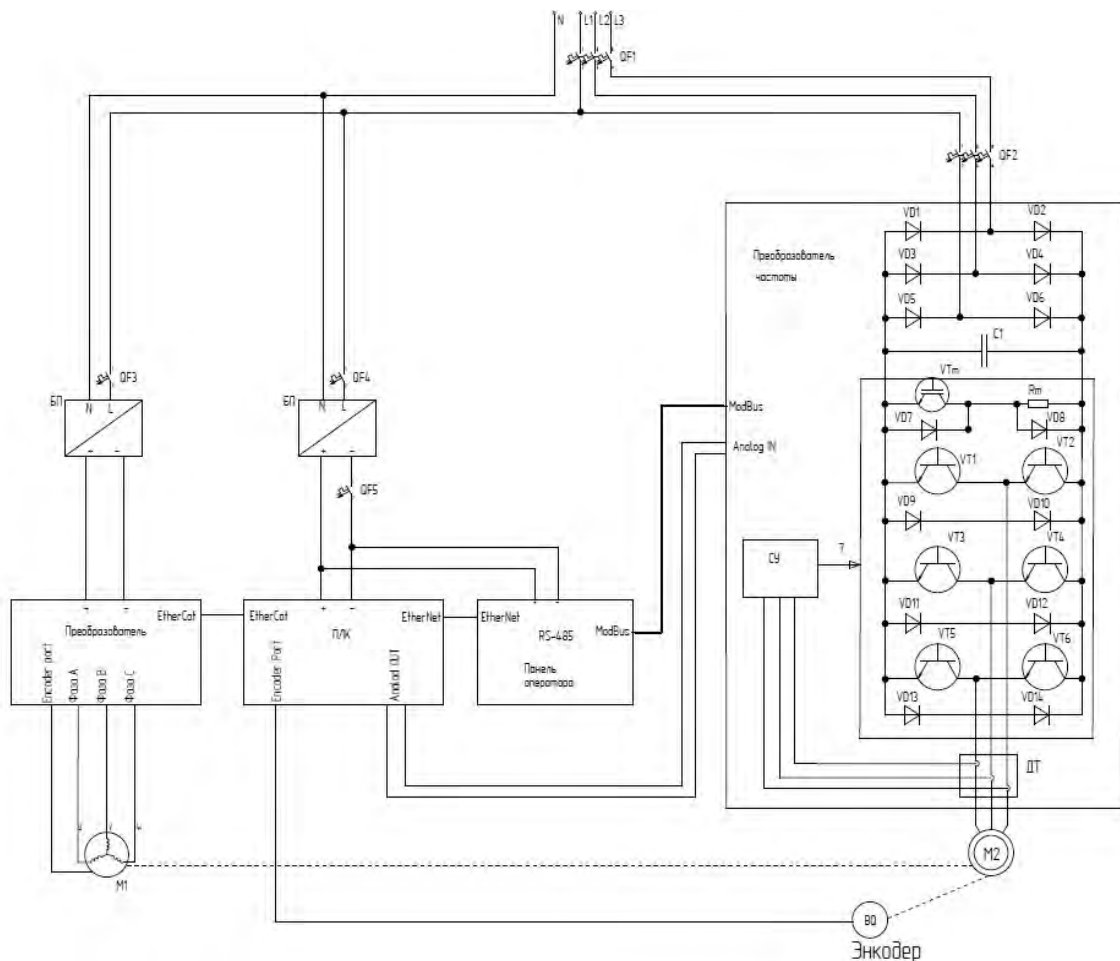 N L1 L2 L3
QF1
QF2
VD1 VD2
Преобразователь
частоты
VD3 VD4
VD5 VD6
C1
QF3
QF4
VTm
БП
N L
БП
N L
Rm
ModBus
VD7 VD8
Analog IN
+ -
VT1 VT2
QF5
VD9 VD10
СУ
7
VT3 VT4
EtherCat
EtherCat
+ -
EtherNet
EtherNet
Преобразователь
ПЛК
RS-485
ModBus
VD11 VD12
Панель
оператора
VT5 VT6
Encoder port
Фаза A
Фаза B
Фаза C
Encoder Port
Analog OUT
VD13 VD14
ДТ
M1
M2
BQ
Энкодер